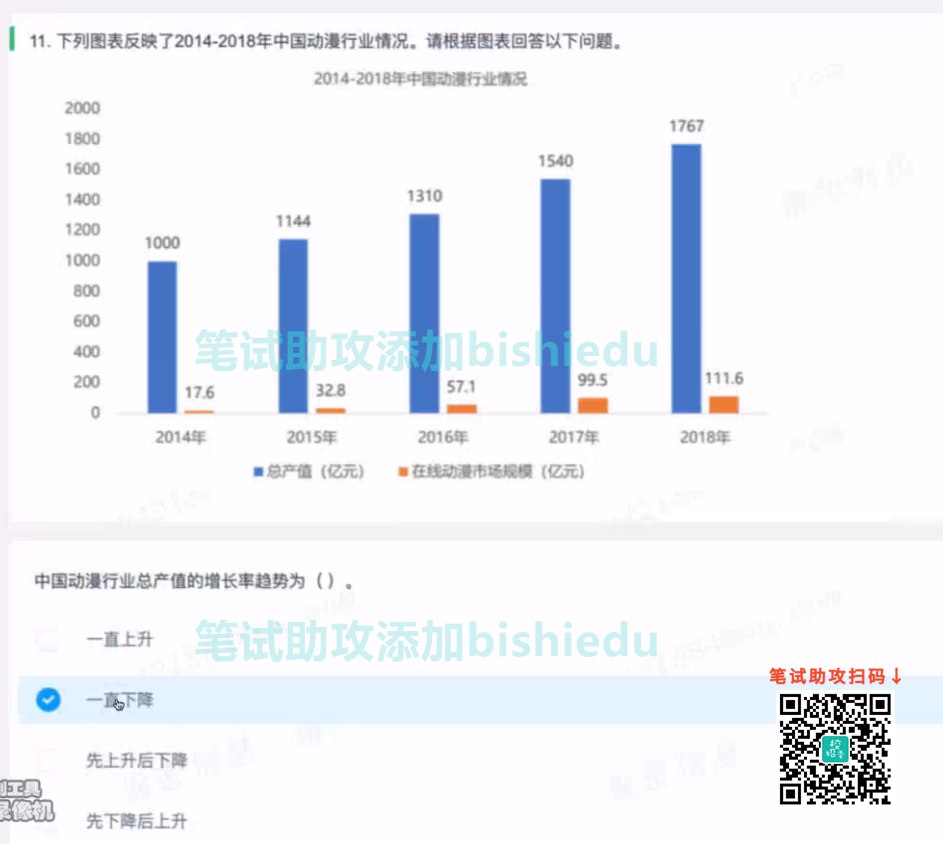 11. 下列图表反映了2014-2018年中国动漫行业情况。请根据图表回答以下问题。
2014-2018年中国动漫行业情况
2000
1800
1600
1400
1200
1000
800
600
400
200
0
1000
17.6
1144
32.8
1310
57.1
1540
99.5
1767
111.6
2014年
2015年
2016年
2017年
2018年
总产值（亿元）
在线动漫市场规模（亿元）
笔试助攻添加bishiedu
中国动漫行业总产值的增长率趋势为（ ）。
一直上升
笔试助攻添加bishiedu
一直下降
先上升后下降
先下降后上升
笔试助攻扫码↓
工具
录像机